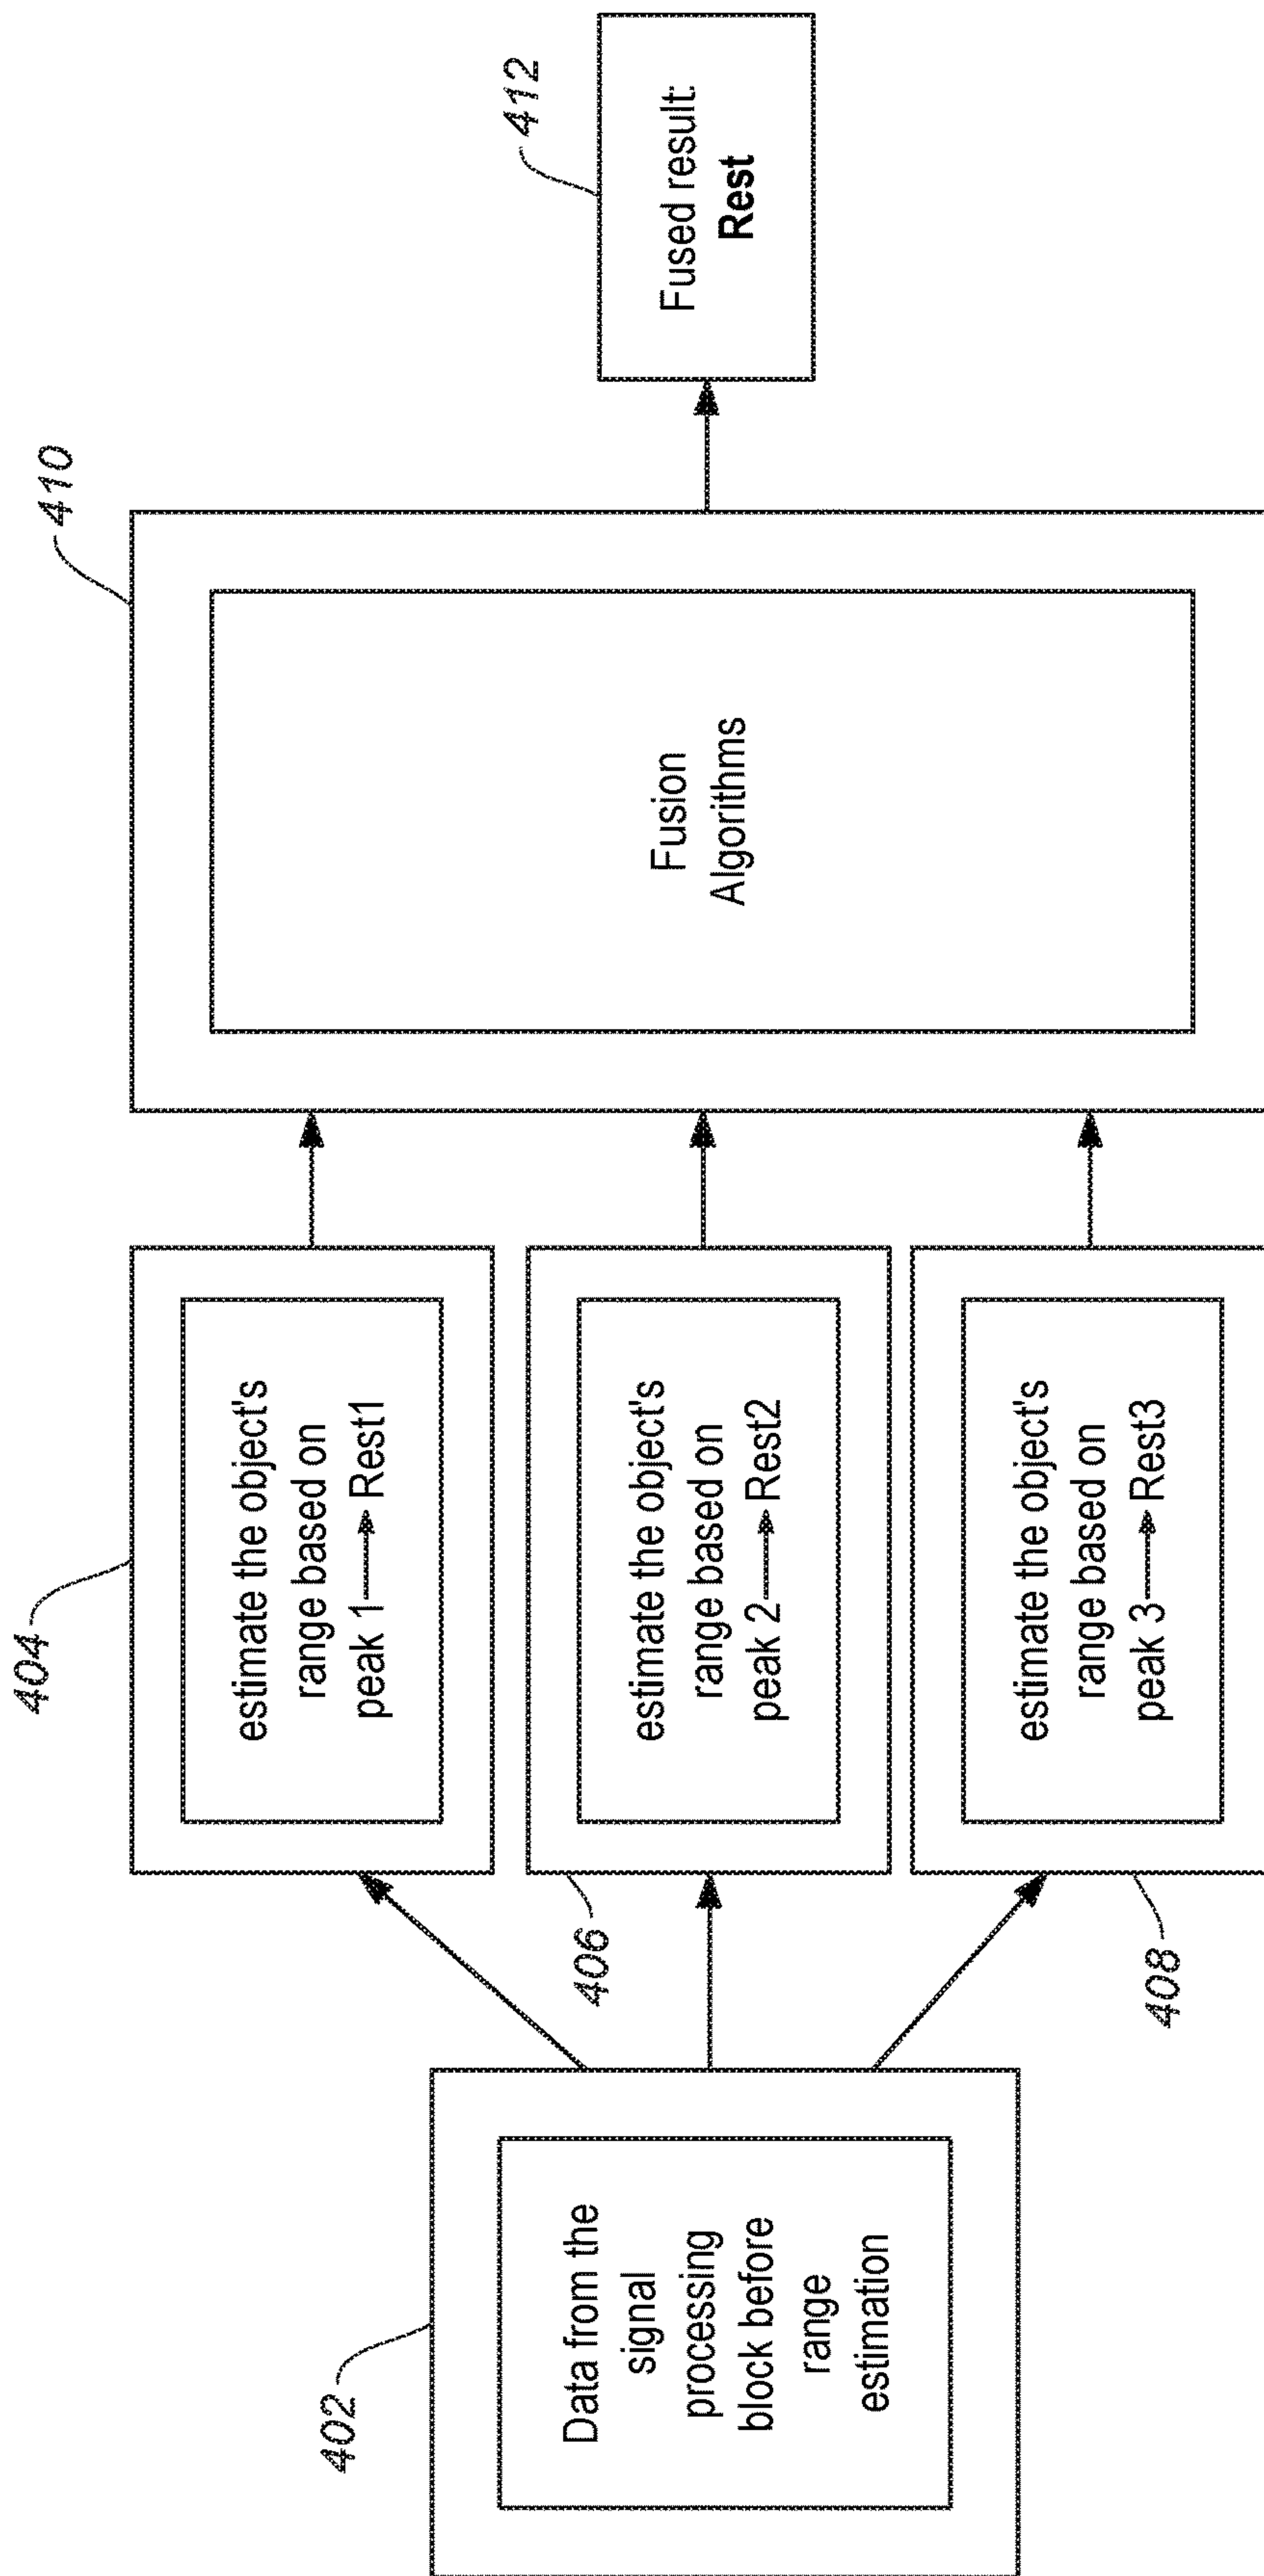 402
Data from the
signal
processing
block before
range
estimation
404
estimate the object's
range based on
peak 1 → Rest1
406
estimate the object's
range based on
peak 2 → Rest2
408
estimate the object's
range based on
peak 3 → Rest3
410
Fusion
Algorithms
412
Fused result:
Rest